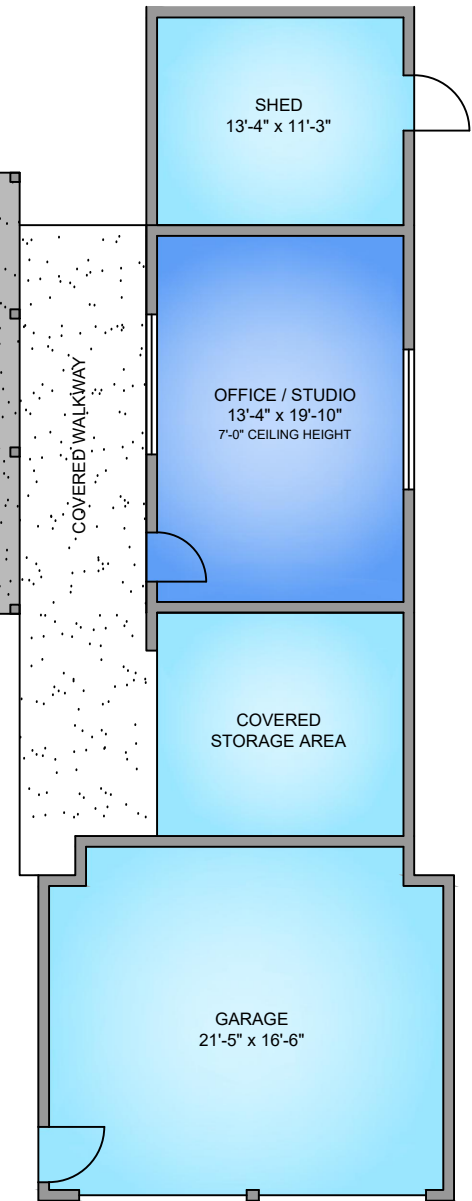 SHED
13'-4" x 11'-3"
OFFICE / STUDIO
13'-4" x 19'-10"
7'-0" CEILING HEIGHT
COVERED WALKWAY
COVERED
STORAGE AREA
GARAGE
21'-5" x 16'-6"